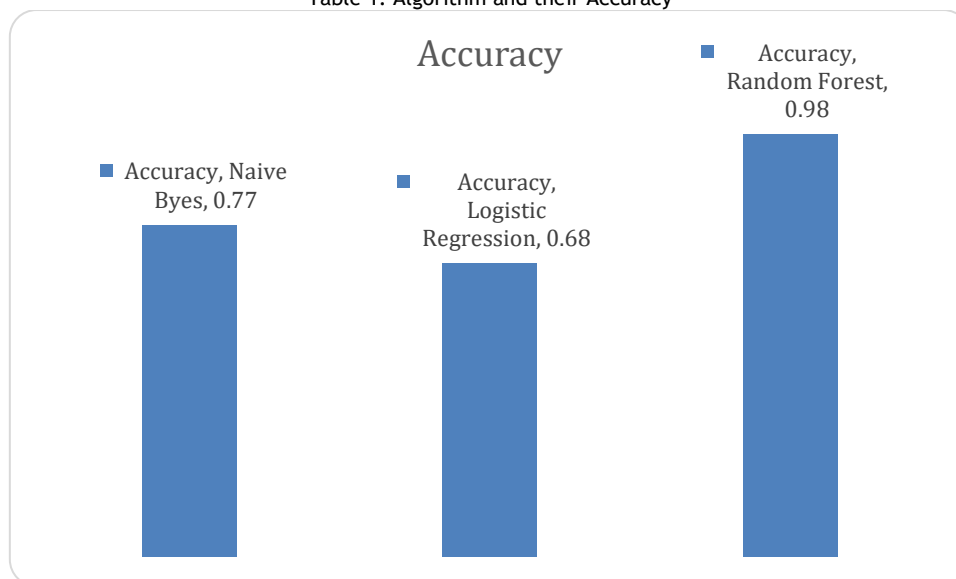 Table 1: Algorithm and their Accuracy
Accuracy
Accuracy, Naive
Byes, 0.77
Accuracy,
Logistic
Regression, 0.68
Accuracy,
Random Forest,
0.98